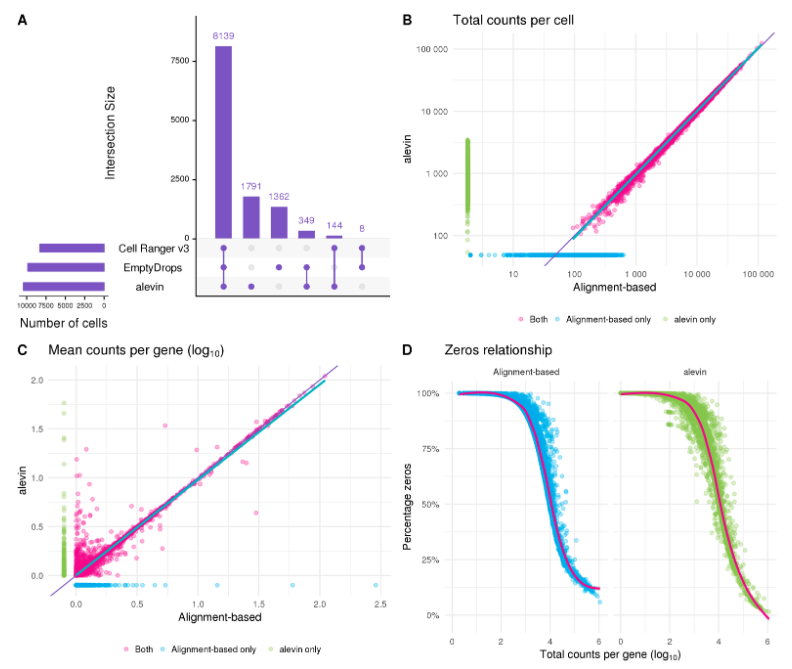 A
Intersection Size
7500
5000
2500
0
8139
1791
1362
349
144
8
Cell Ranger v3
EmptyDrops
alevin
10000 7500 5000 2500 0
Number of cells
B Total counts per cell
alevin
100 000
10 000
1 000
100
10 100 1 000 10 000 100 000
Alignment-based
Both Alignment-based only alevin only
C Mean counts per gene (log10)
alevin
2.0
1.5
1.0
0.5
0.0
0.0 0.5 1.0 1.5 2.0 2.5
Alignment-based
Both Alignment-based only alevin only
D Zeros relationship
Alignment-based alevin
Percentage zeros
100%
75%
50%
25%
0%
0 2 4 6 0 2 4 6
Total counts per gene (log10)